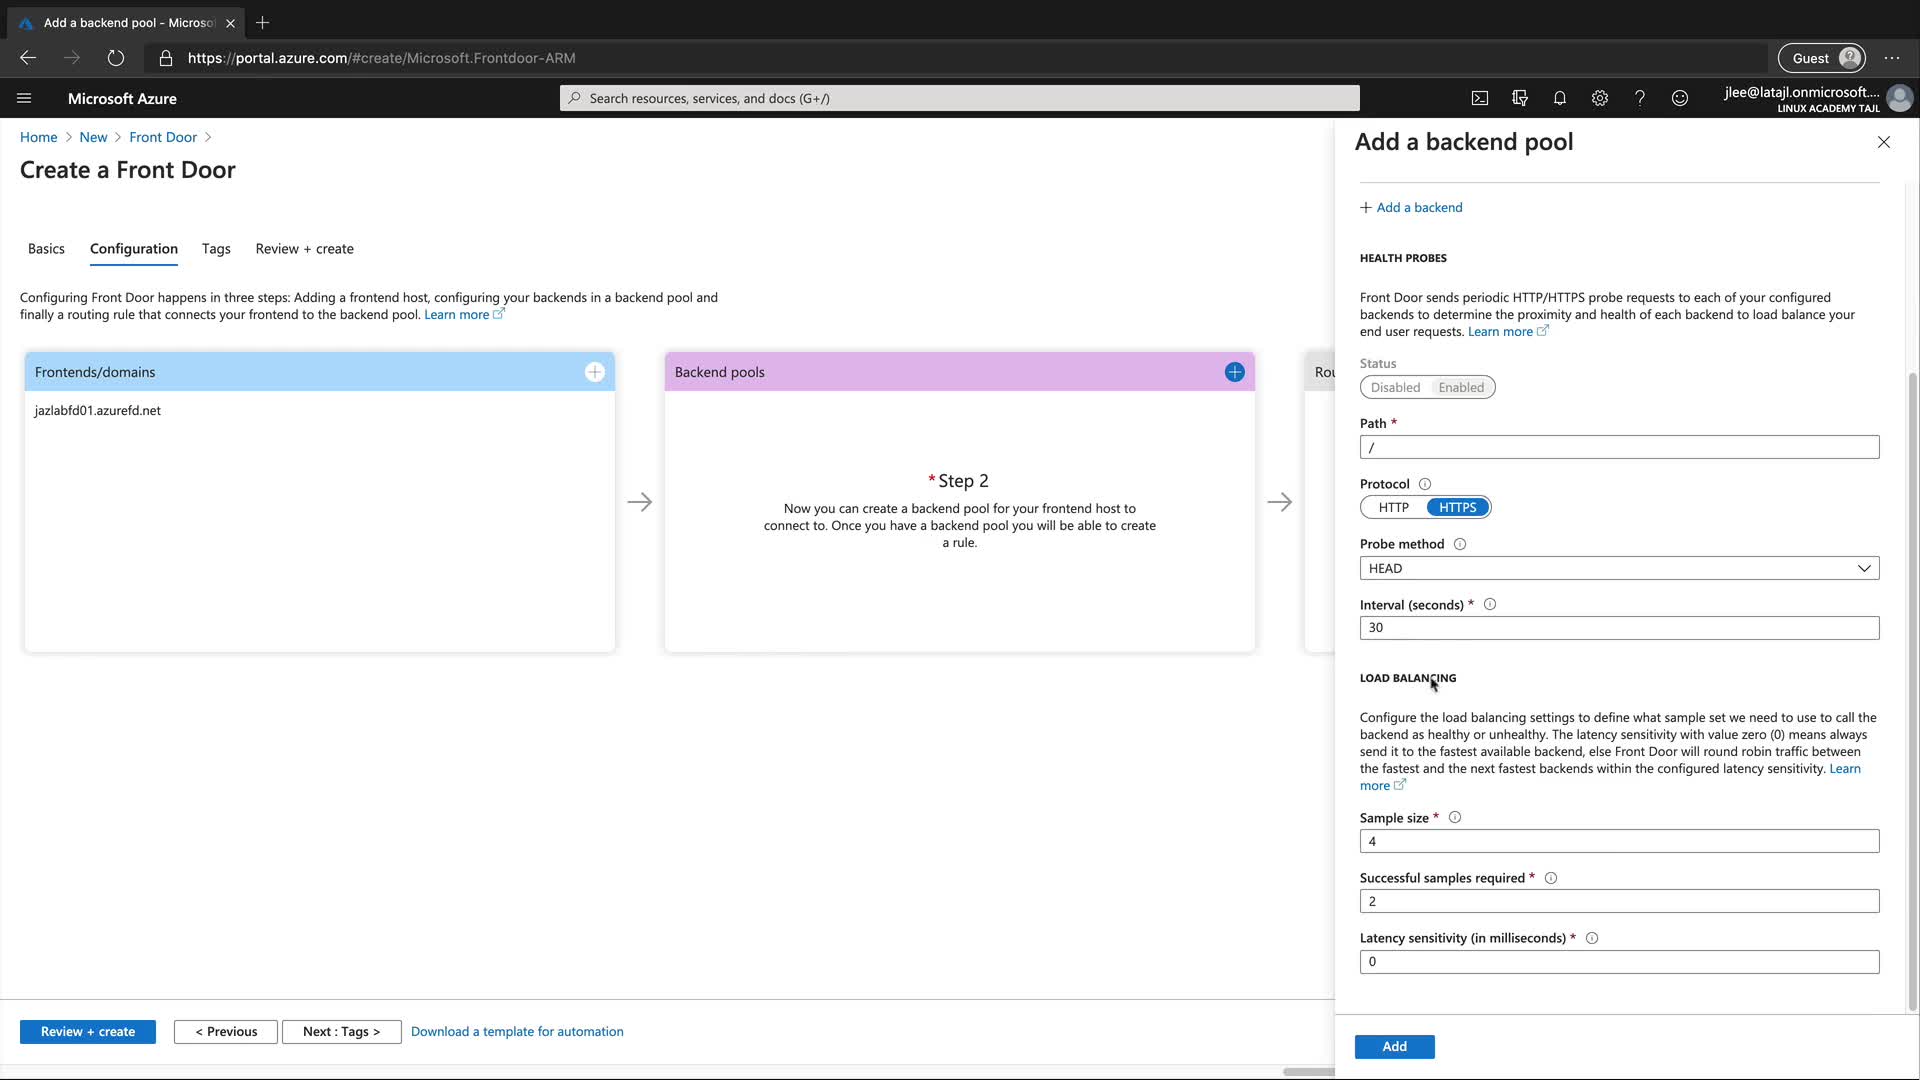 Add a backend pool - Microso
https://portal.azure.com/#create/Microsoft.Frontdoor-ARM
Guest
Microsoft Azure
Search resources, services, and docs (G+/)
jlee@latajl.onmicrosoft....
LINUX ACADEMY TAJL
Home > New > Front Door >
Create a Front Door
Basics
Configuration
Tags
Review + create
Configuring Front Door happens in three steps: Adding a frontend host, configuring your backends in a backend pool and
finally a routing rule that connects your frontend to the backend pool. Learn more
Frontends/domains
jazlabfd01.azurefd.net
Backend pools
* Step 2
Now you can create a backend pool for your frontend host to
connect to. Once you have a backend pool you will be able to create
a rule.
Rou
Review + create
< Previous
Next : Tags >
Download a template for automation
Add a backend pool
+ Add a backend
HEALTH PROBES
Front Door sends periodic HTTP/HTTPS probe requests to each of your configured
backends to determine the proximity and health of each backend to load balance your
end user requests. Learn more
Status
Disabled Enabled
Path *
/
Protocol
HTTP HTTPS
Probe method
HEAD
Interval (seconds) *
30
LOAD BALANCING
Configure the load balancing settings to define what sample set we need to use to call the
backend as healthy or unhealthy. The latency sensitivity with value zero (0) means always
send it to the fastest available backend, else Front Door will round robin traffic between
the fastest and the next fastest backends within the configured latency sensitivity. Learn
more
Sample size *
4
Successful samples required *
2
Latency sensitivity (in milliseconds) *
0
Add